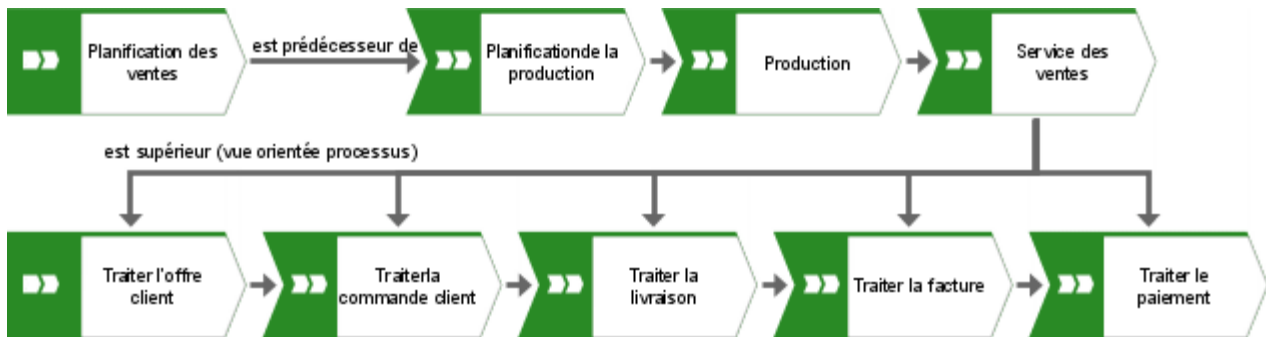 Planification des
ventes
est prédécesseur de
Planificationde la
production
Production
Service des
ventes
est supérieur (vue orientée processus)
Traiter l'offre
client
Traiterla
commande client
Traiter la
livraison
Traiter la facture
Traiter le
paiement